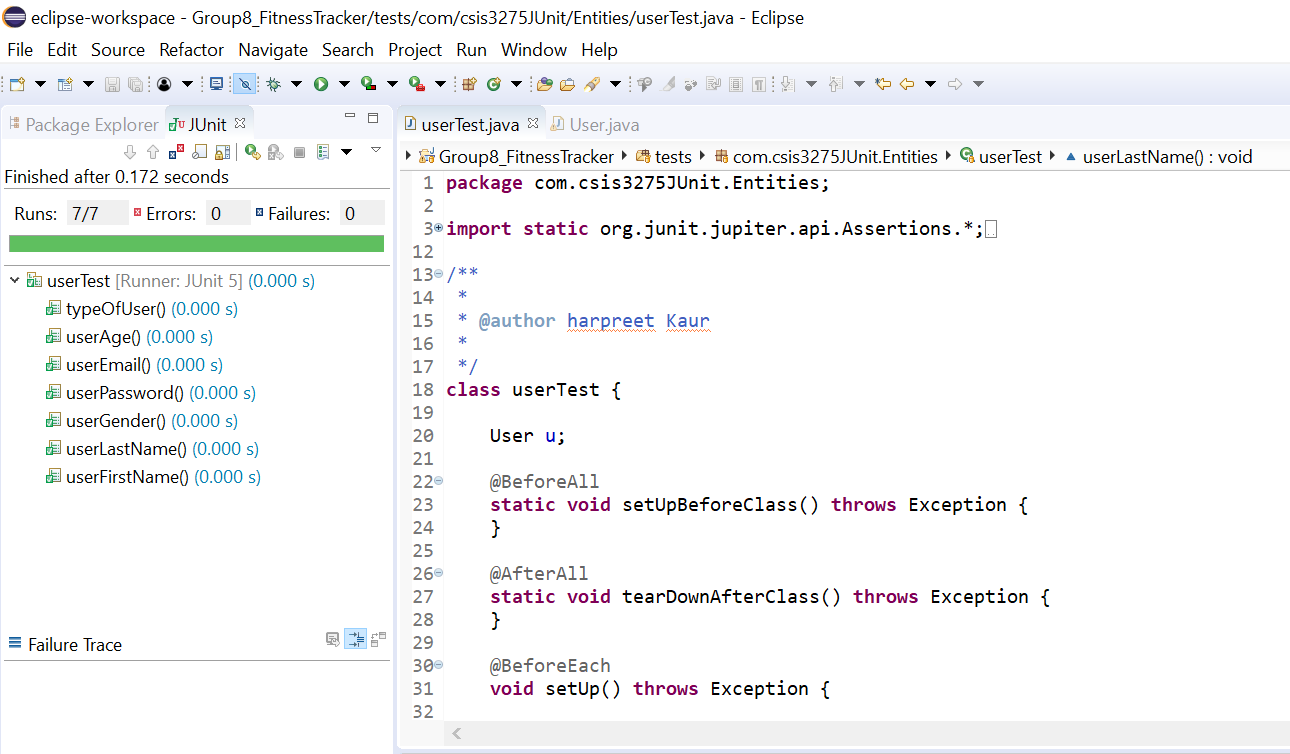 eclipse-workspace - Group8_FitnessTracker/tests/com/csis3275JUnit/Entities/userTest.java - Eclipse
File Edit Source Refactor Navigate Search Project Run Window Help
Package Explorer JUnit
Finished after 0.172 seconds
Runs: 7/7 Errors: 0 Failures: 0
userTest [Runner: JUnit 5] (0.000 s)
typeOfUser() (0.000 s)
userAge() (0.000 s)
userEmail() (0.000 s)
userPassword() (0.000 s)
userGender() (0.000 s)
userLastName() (0.000 s)
userFirstName() (0.000 s)
Failure Trace
userTest.java User.java
Group8_FitnessTracker tests com.csis3275JUnit.Entities userTest userLastName() : void
1 package com.csis3275JUnit.Entities;
2
3 import static org.junit.jupiter.api.Assertions.*;
12
13 /**
14 *
15 * @author harpreet Kaur
16 *
17 */
18 class userTest {
19
20 User u;
21
22 @BeforeAll
23 static void setUpBeforeClass() throws Exception {
24 }
25
26 @AfterAll
27 static void tearDownAfterClass() throws Exception {
28 }
29
30 @BeforeEach
31 void setUp() throws Exception {
32